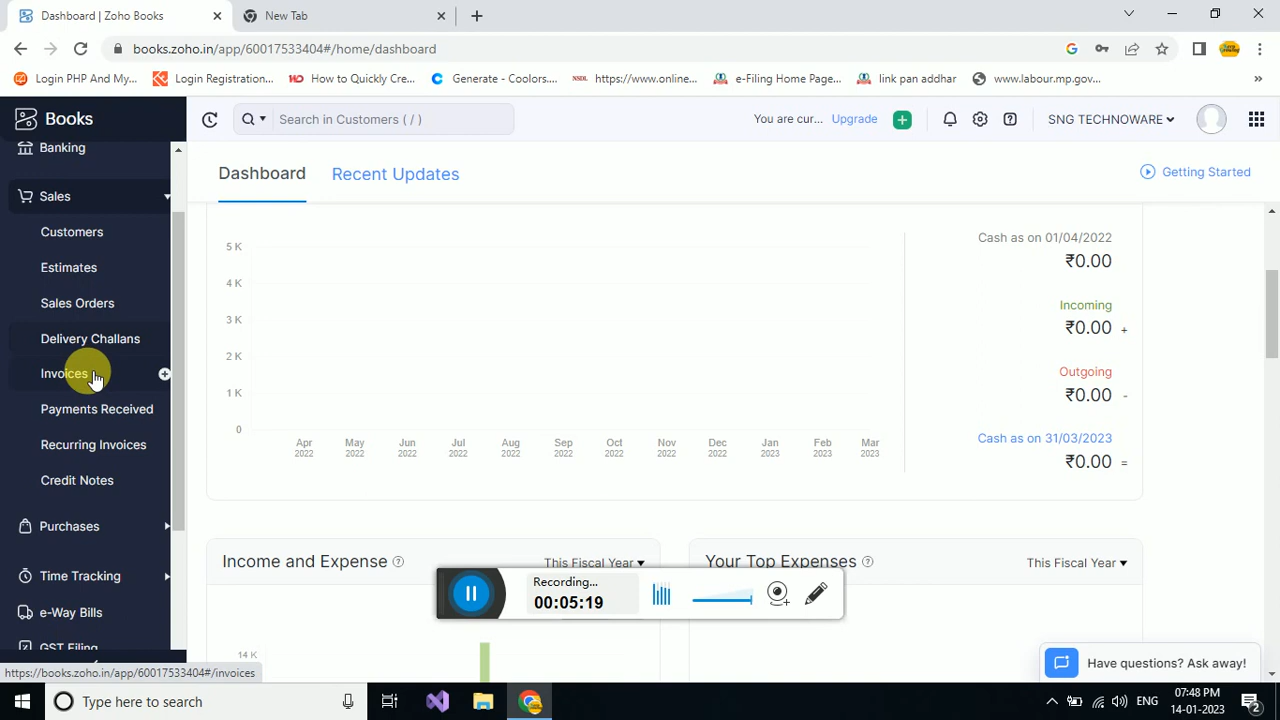 Dashboard | Zoho Books
New Tab
books.zoho.in/app/60017533404#/home/dashboard
Login PHP And My...
Login Registration...
How to Quickly Cre...
Generate - Coolors....
NSDL
https://www.online...
e-Filing Home Page...
link pan addhar
www.labour.mp.gov...
»
Books
Search in Customers ( / )
You are cur...
Upgrade
SNG TECHNOWARE
Banking
Dashboard
Recent Updates
Getting Started
Sales
Customers
Estimates
Sales Orders
Delivery Challans
Invoices
Payments Received
Recurring Invoices
Credit Notes
Purchases
Time Tracking
e-Way Bills
GST Filing
5 K
4 K
3 K
2 K
1 K
0
Apr 2022
May 2022
Jun 2022
Jul 2022
Aug 2022
Sep 2022
Oct 2022
Nov 2022
Dec 2022
Jan 2023
Feb 2023
Mar 2023
Cash as on 01/04/2022
₹0.00
Incoming
₹0.00 +
Outgoing
₹0.00 -
Cash as on 31/03/2023
₹0.00 =
Income and Expense
This Fiscal Year
Your Top Expenses
This Fiscal Year
Recording...
00:05:19
14 K
Have questions? Ask away!
https://books.zoho.in/app/60017533404#/invoices
Type here to search
ENG
07:48 PM
14-01-2023
2